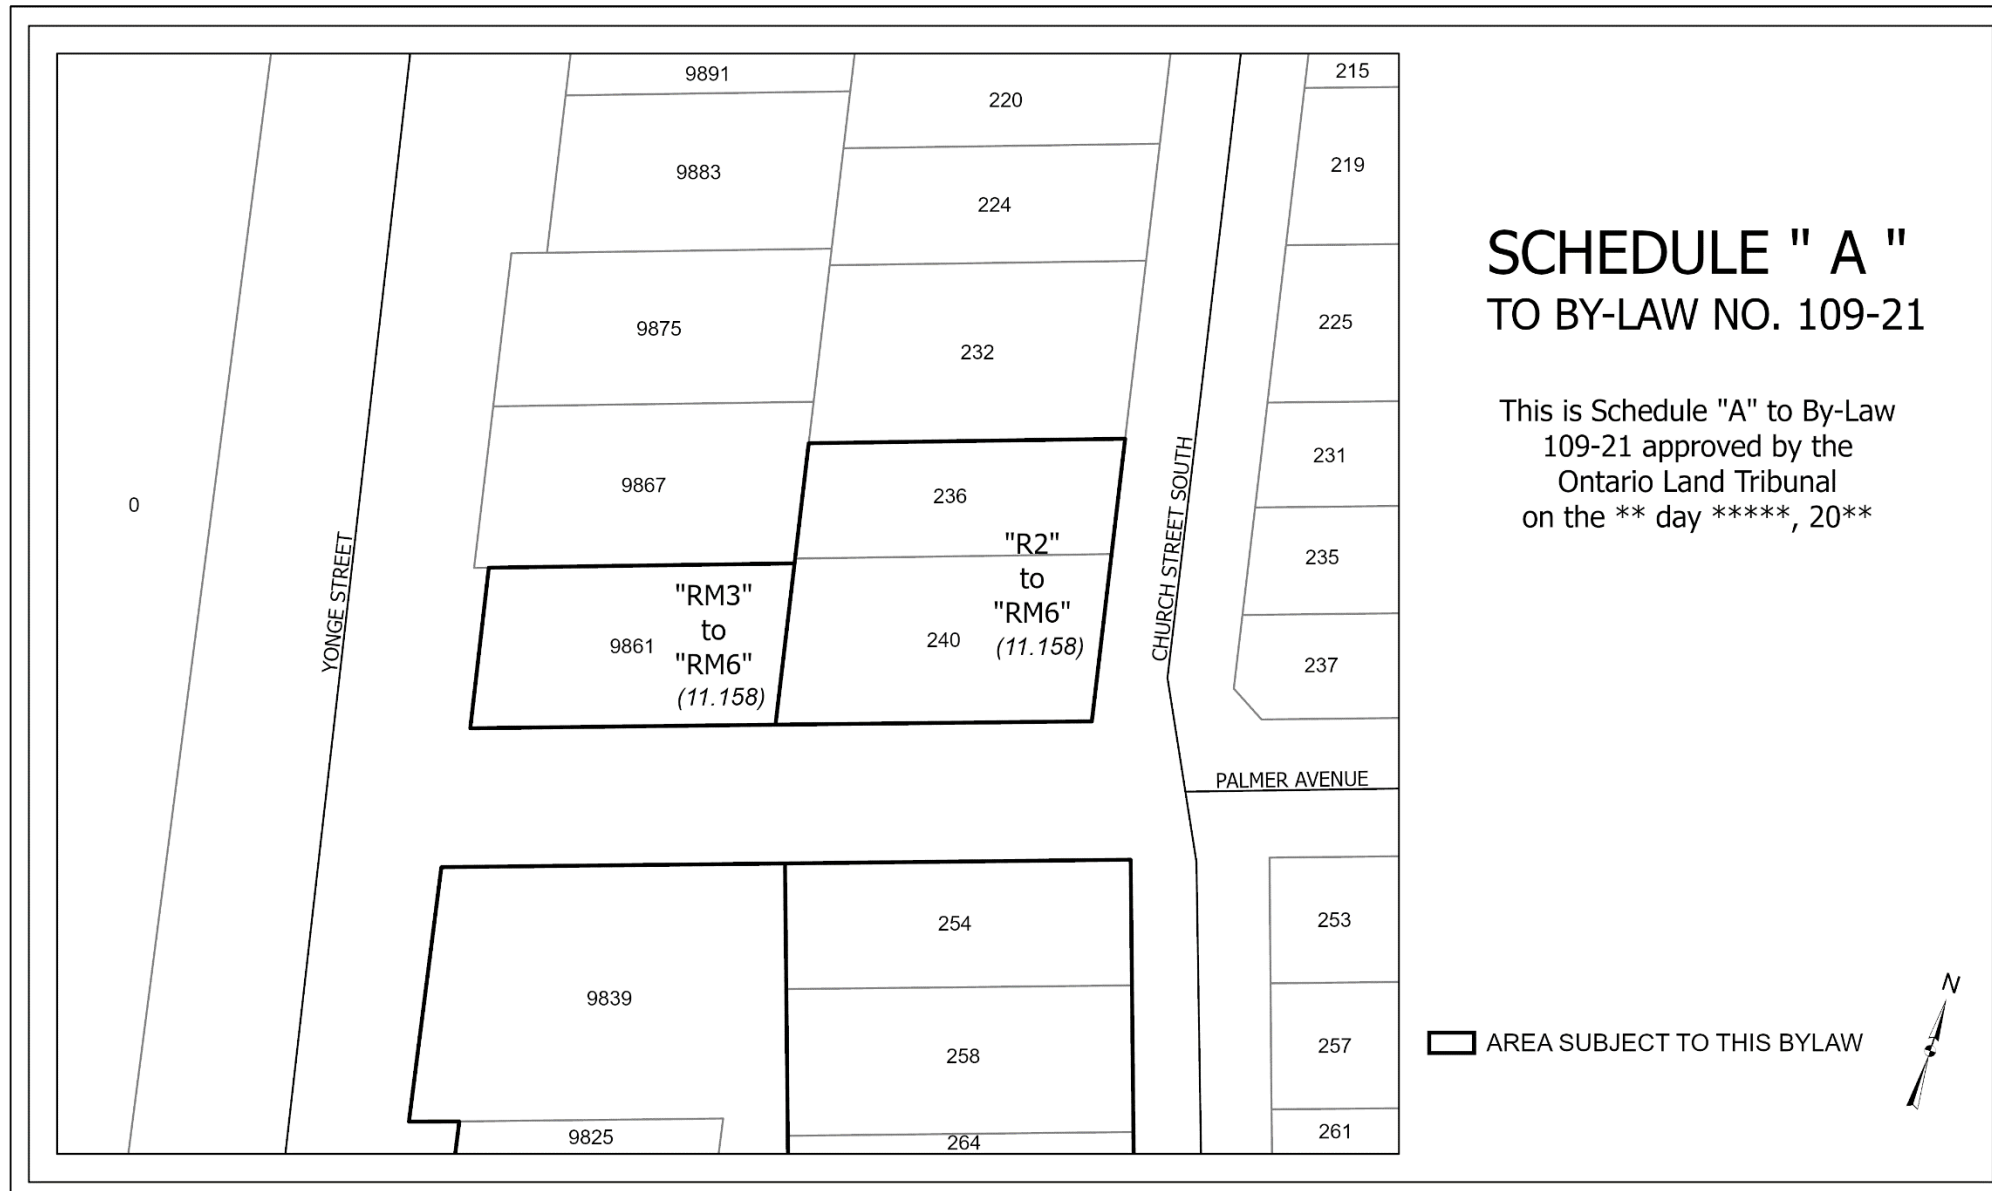 9891
220
215
9883
224
219
9875
232
225
9867
236
231
0
"R2"
to
"RM6"
(11.158)
235
9861
"RM3"
to
"RM6"
(11.158)
240
237
YONGE STREET
CHURCH STREET SOUTH
PALMER AVENUE
9839
254
253
258
257
9825
264
261
SCHEDULE " A "
TO BY-LAW NO. 109-21
This is Schedule "A" to By-Law
109-21 approved by the
Ontario Land Tribunal
on the ** day *****, 20**
N
AREA SUBJECT TO THIS BYLAW